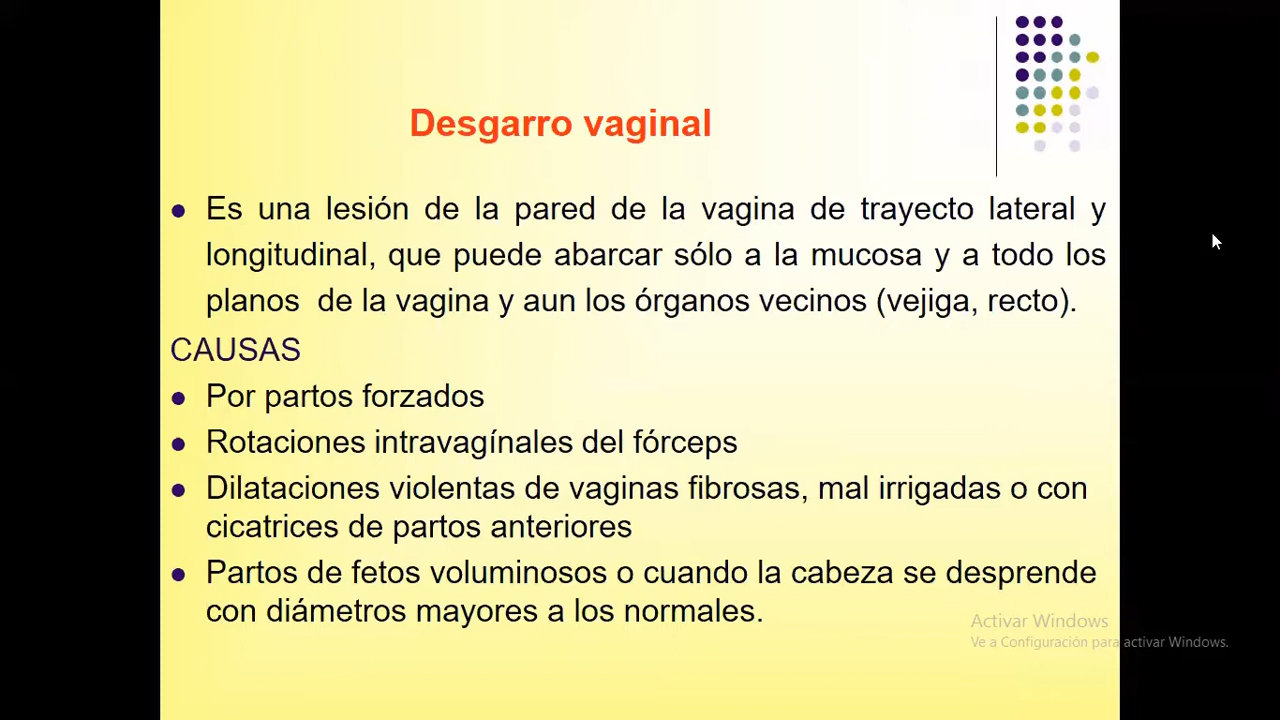 Desgarro vaginal
● Es una lesión de la pared de la vagina de trayecto lateral y
longitudinal, que puede abarcar sólo a la mucosa y a todo los
planos de la vagina y aun los órganos vecinos (vejiga, recto).
CAUSAS
● Por partos forzados
● Rotaciones intravagínales del fórceps
● Dilataciones violentas de vaginas fibrosas, mal irrigadas o con
cicatrices de partos anteriores
● Partos de fetos voluminosos o cuando la cabeza se desprende
con diámetros mayores a los normales.
Activar Windows
Ve a Configuración para activar Windows.